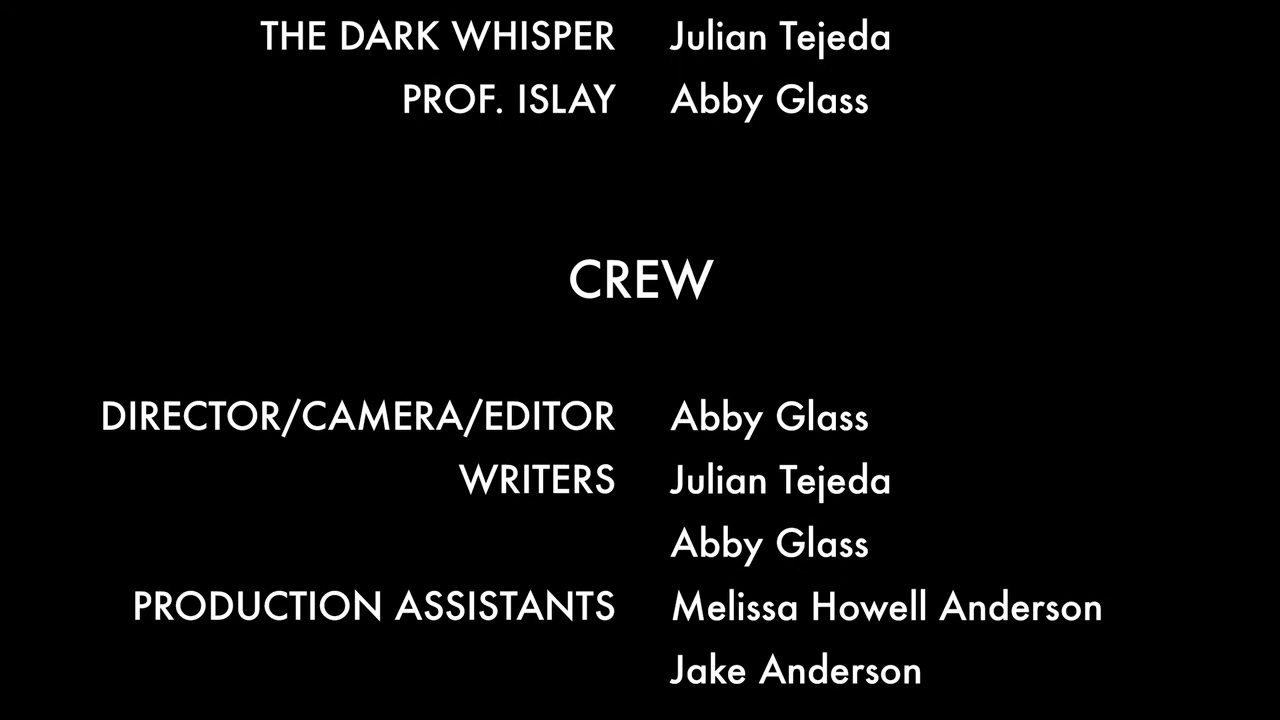 THE DARK WHISPER Julian Tejeda
PROF. ISLAY Abby Glass
CREW
DIRECTOR/CAMERA/EDITOR Abby Glass
WRITERS Julian Tejeda
Abby Glass
PRODUCTION ASSISTANTS Melissa Howell Anderson
Jake Anderson